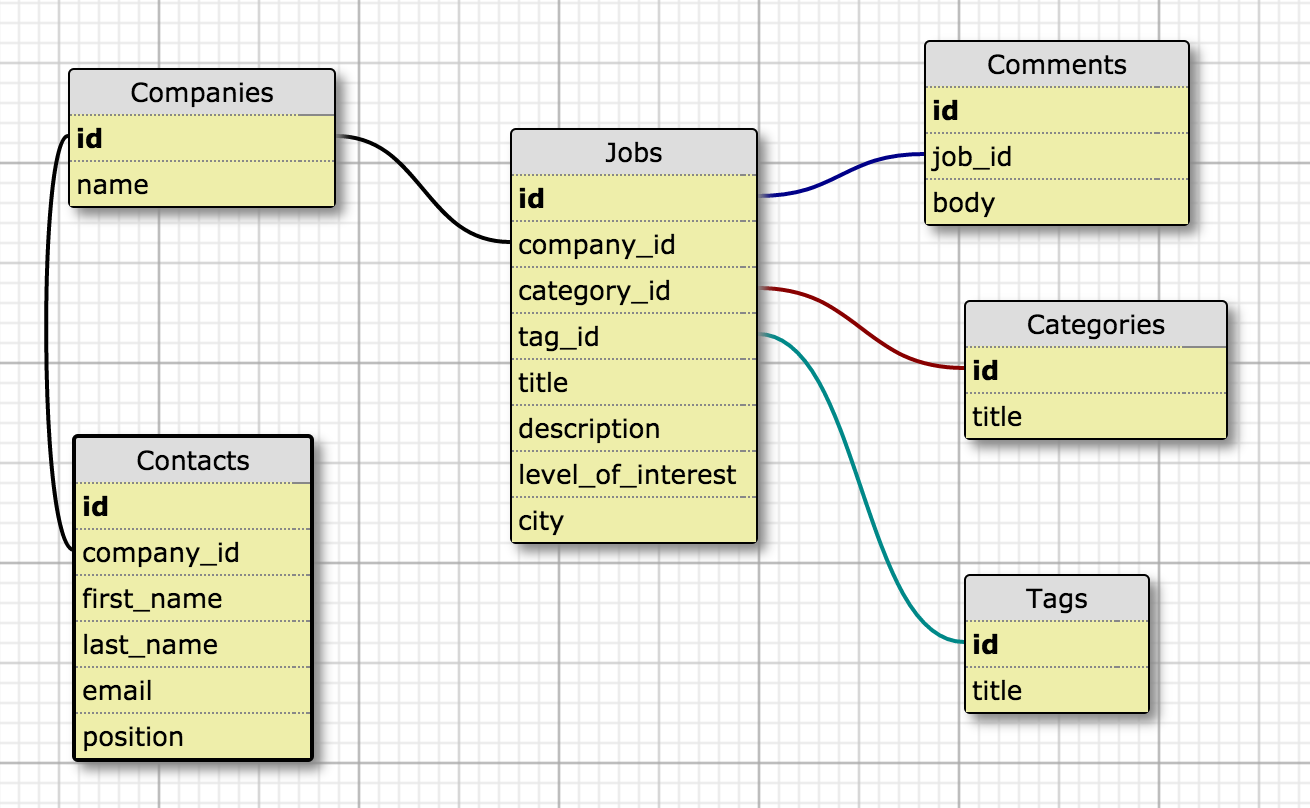 Companies
id
name
Contacts
id
company_id
first_name
last_name
email
position
Jobs
id
company_id
category_id
tag_id
title
description
level_of_interest
city
Comments
id
job_id
body
Categories
id
title
Tags
id
title